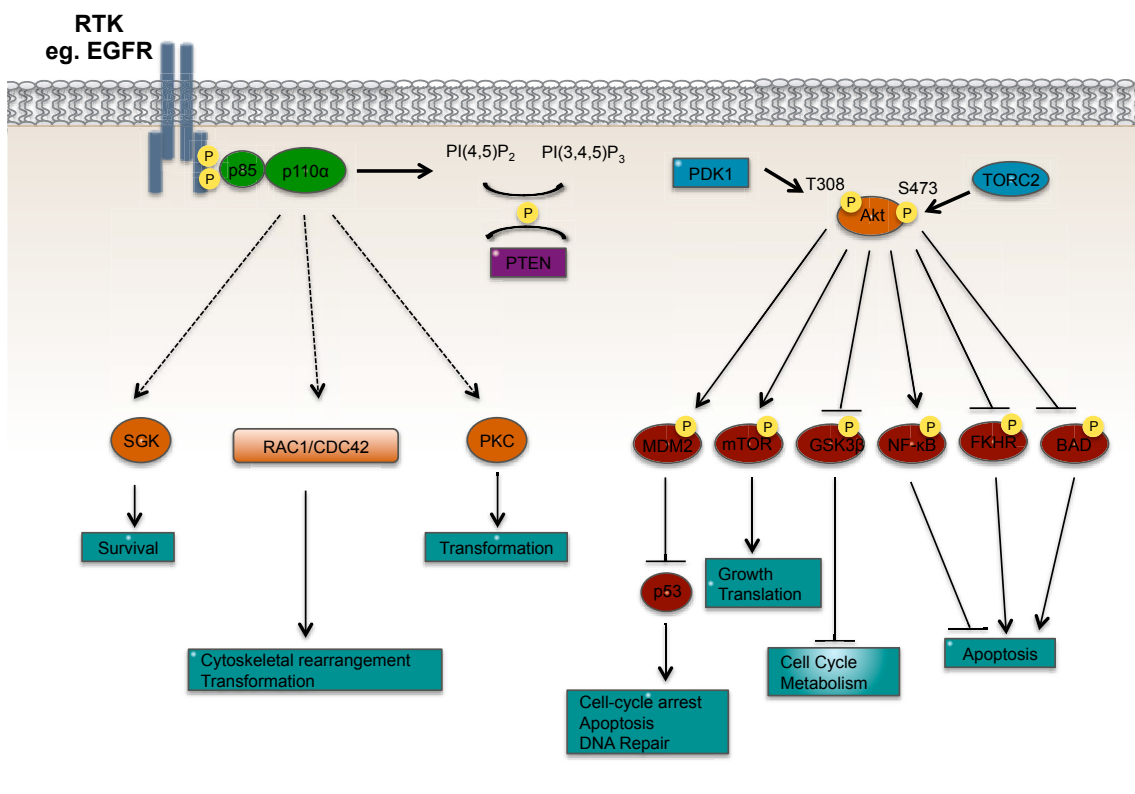 RTK
eg. EGFR
P
P
p85
p110α
PI(4,5)P2
PI(3,4,5)P3
P
PTEN
PDK1
T308
S473
TORC2
P
Akt
P
SGK
RAC1/CDC42
PKC
P
MDM2
P
mTOR
P
GSK3β
P
NF-κB
P
FKHR
P
BAD
Survival
Transformation
p53
Growth
Translation
Cytoskeletal rearrangement
Transformation
Cell Cycle
Metabolism
Apoptosis
Cell-cycle arrest
Apoptosis
DNA Repair